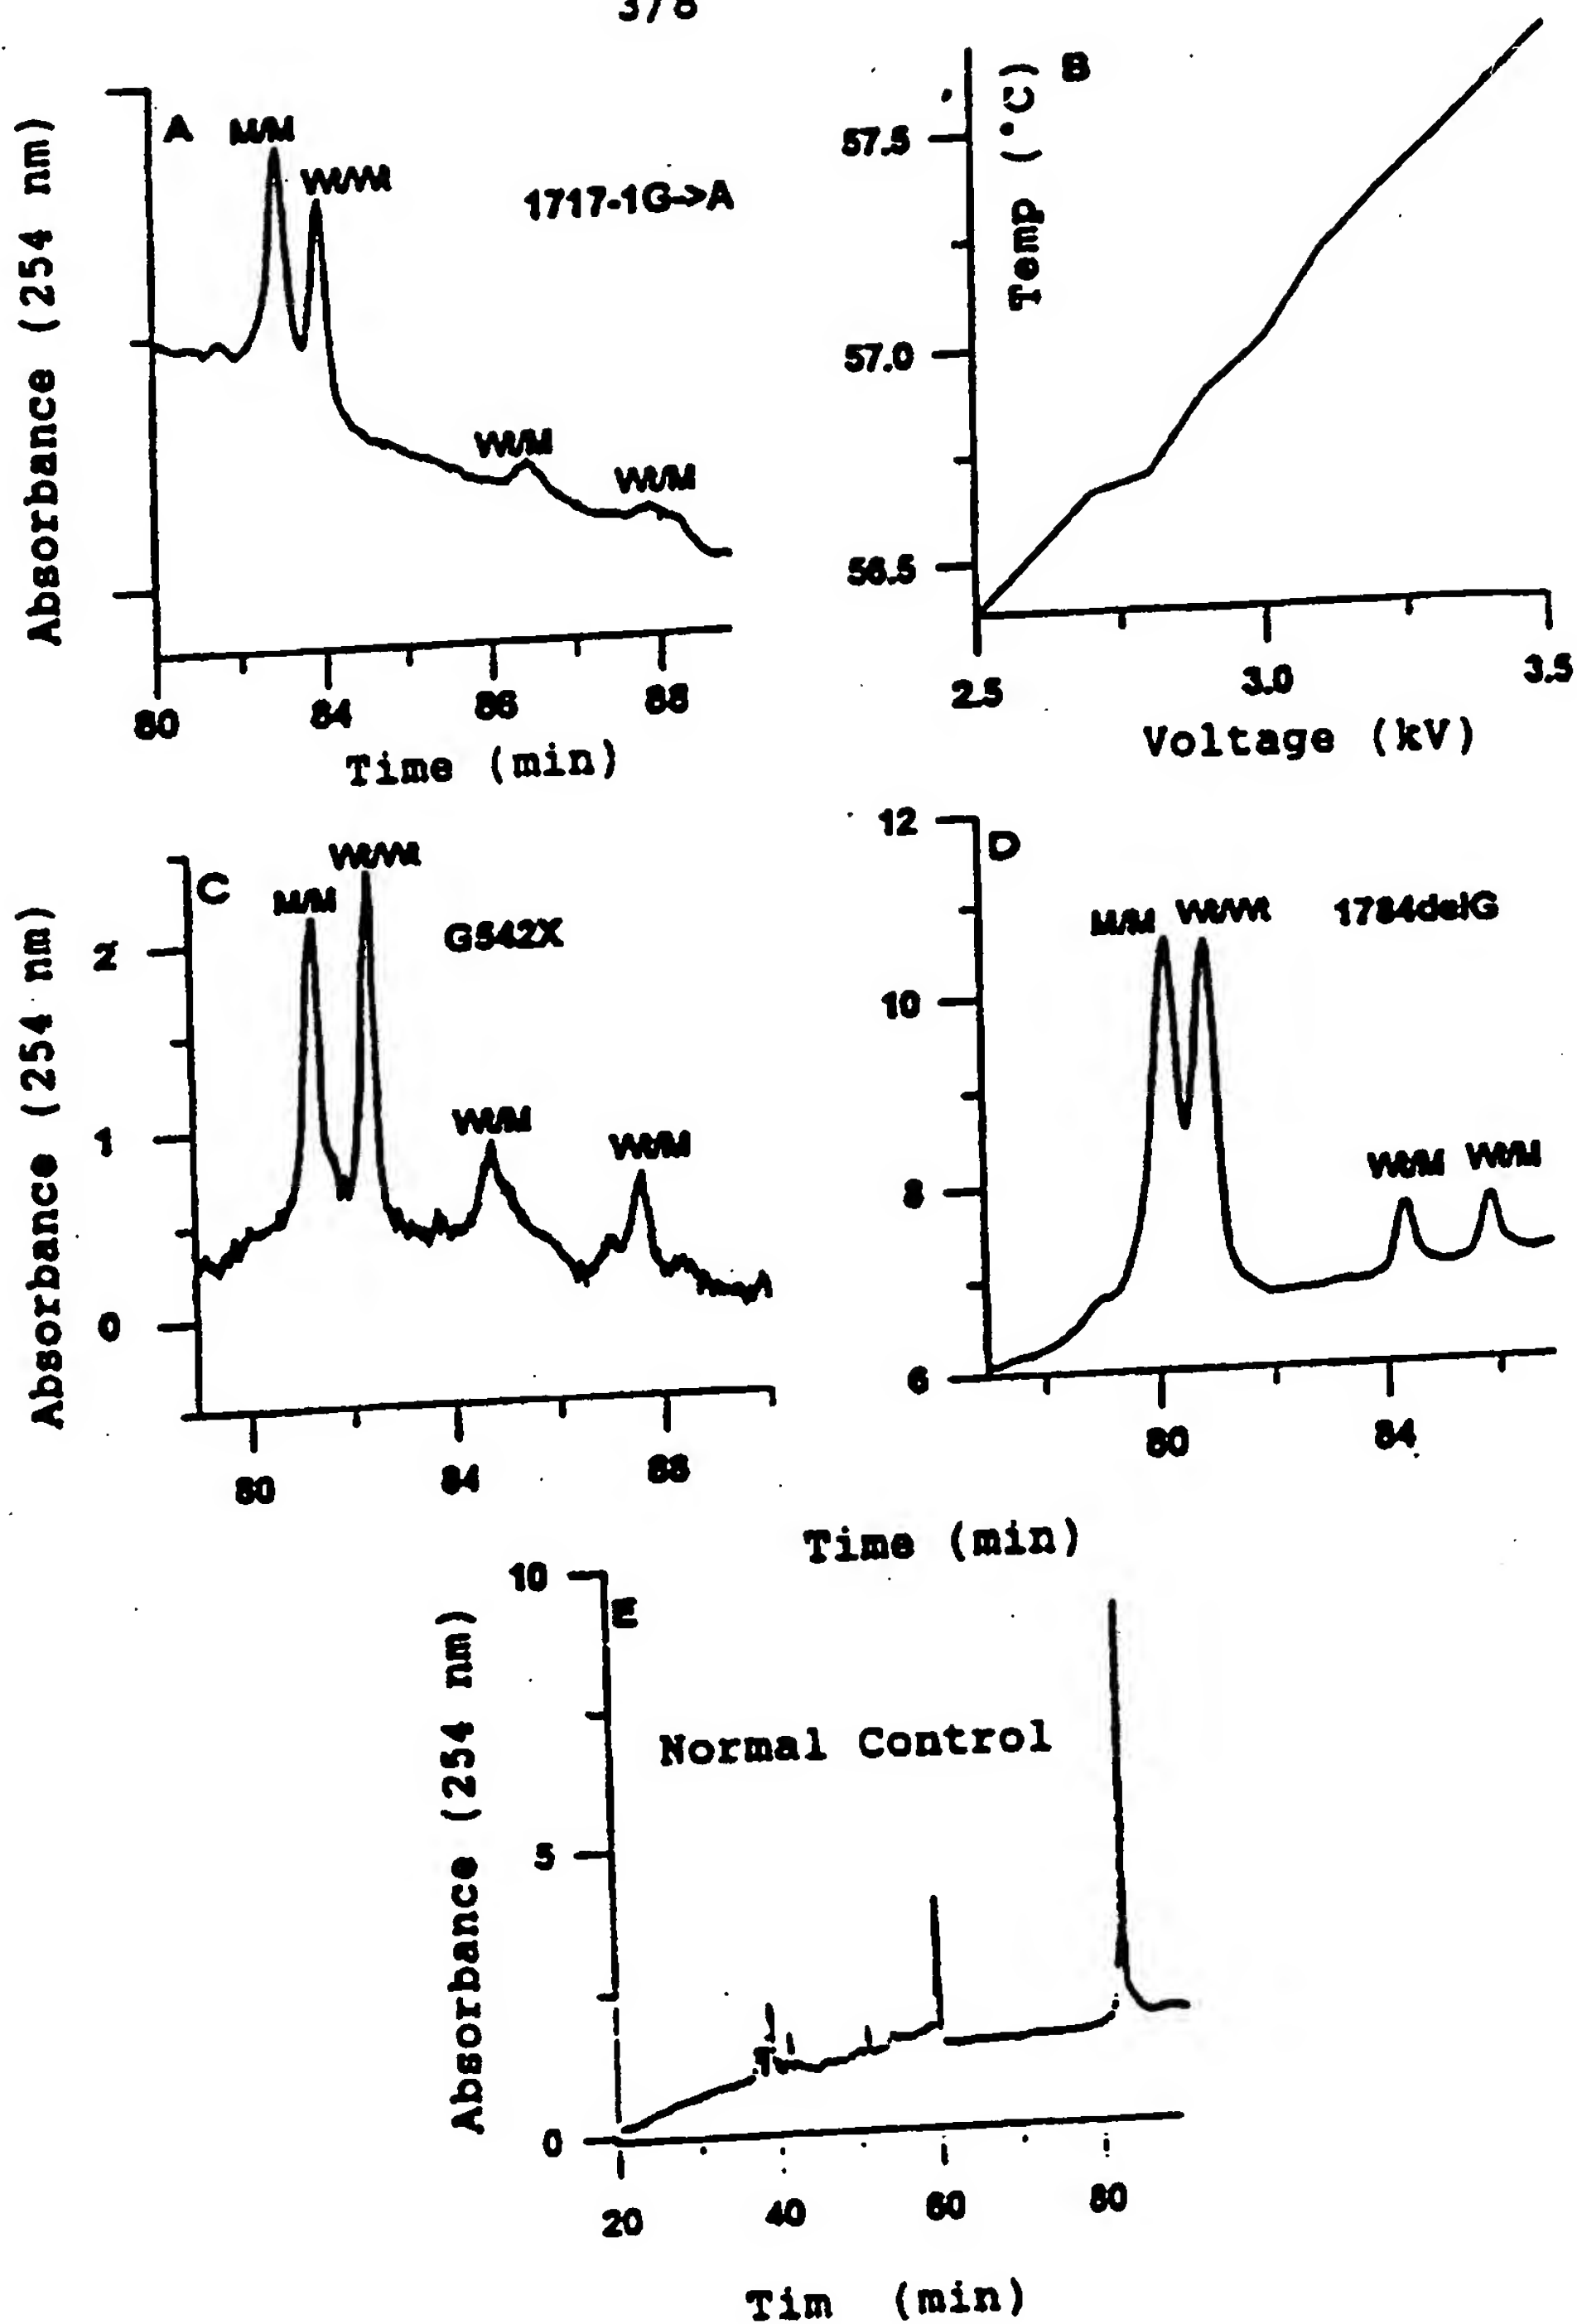 3/8
A
M/M
Wt/Wt
1717-1G->A
Wt/M
Wt/M
Absorbance (254 nm)
80
84
86
88
Time (min)
B
Temp (°C)
57.5
57.0
56.5
2.5
3.0
3.5
Voltage (kV)
C
M/M
Wt/Wt
G542X
Wt/M
Wt/M
Absorbance (254 nm)
2
1
0
80
84
88
D
M/M Wt/Wt
1784delG
Wt/M Wt/M
12
10
8
6
80
84
Time (min)
E
Normal Control
Absorbance (254 nm)
10
5
0
20
40
60
80
Tim (min)